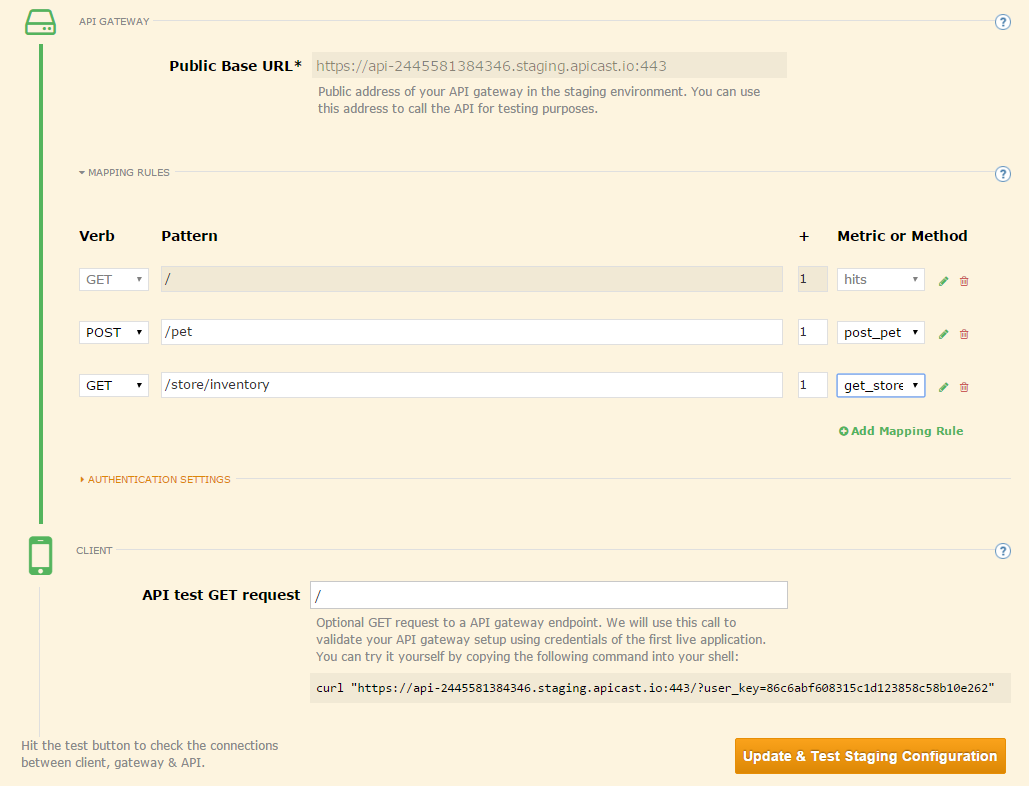 API GATEWAY ?
Public Base URL* https://api-2445581384346.staging.apicast.io:443
Public address of your API gateway in the staging environment. You can use
this address to call the API for testing purposes.
MAPPING RULES ?
Verb Pattern + Metric or Method
GET / 1 hits
POST /pet 1 post_pet
GET /store/inventory 1 get_store
Add Mapping Rule
AUTHENTICATION SETTINGS
CLIENT ?
API test GET request /
Optional GET request to a API gateway endpoint. We will use this call to
validate your API gateway setup using credentials of the first live application.
You can try it yourself by copying the following command into your shell:
curl "https://api-2445581384346.staging.apicast.io:443/?user_key=86c6abf608315c1d123858c58b10e262"
Hit the test button to check the connections
between client, gateway & API.
Update & Test Staging Configuration